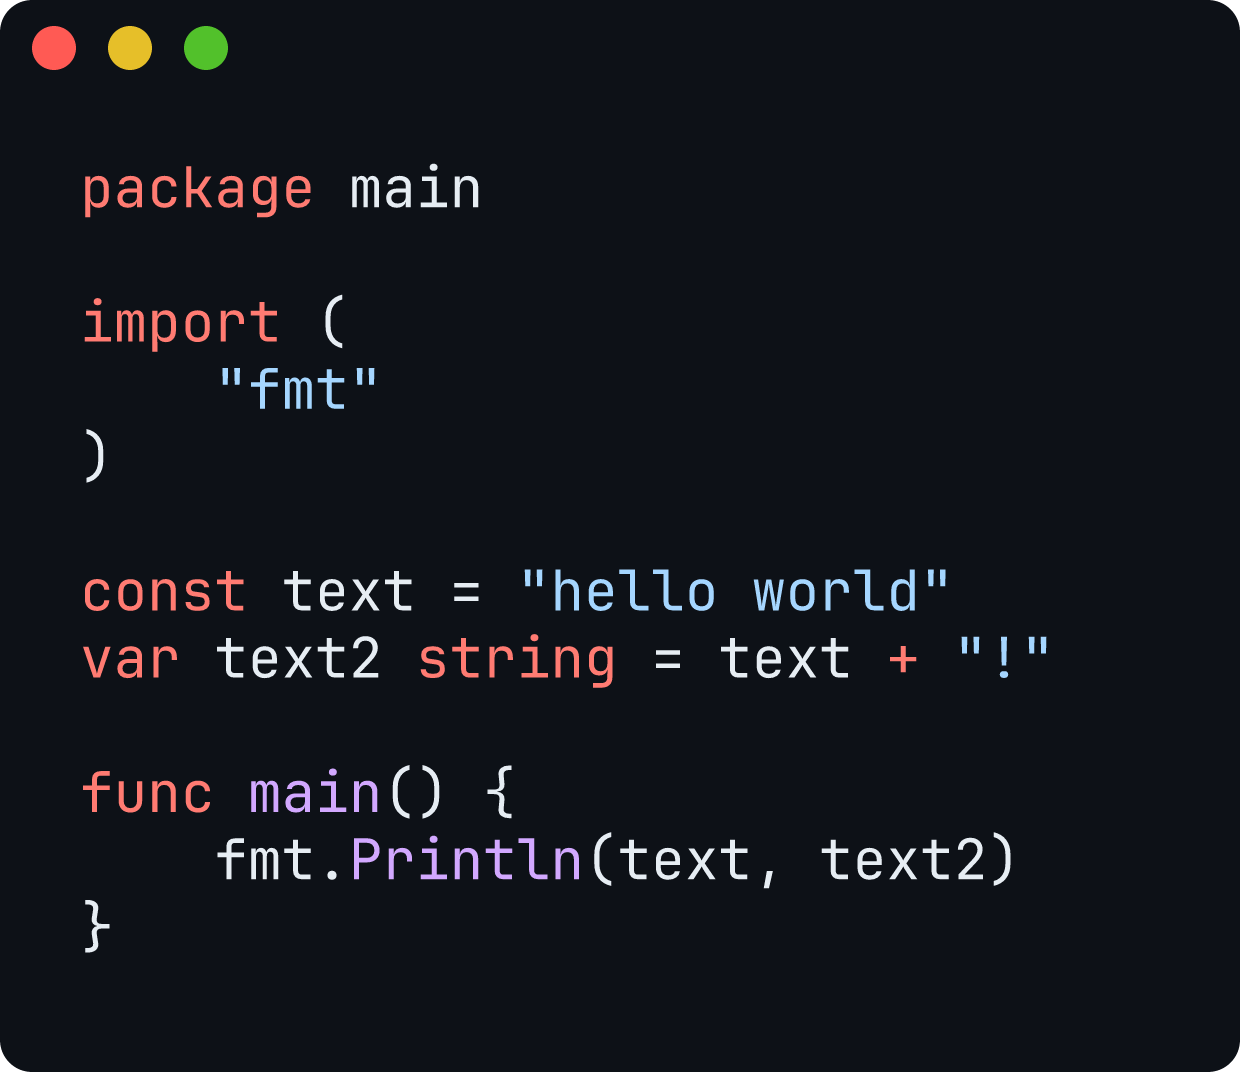 package main
import (
    "fmt"
)
const text = "hello world"
var text2 string = text + "!"
func main() {
    fmt.Println(text, text2)
}